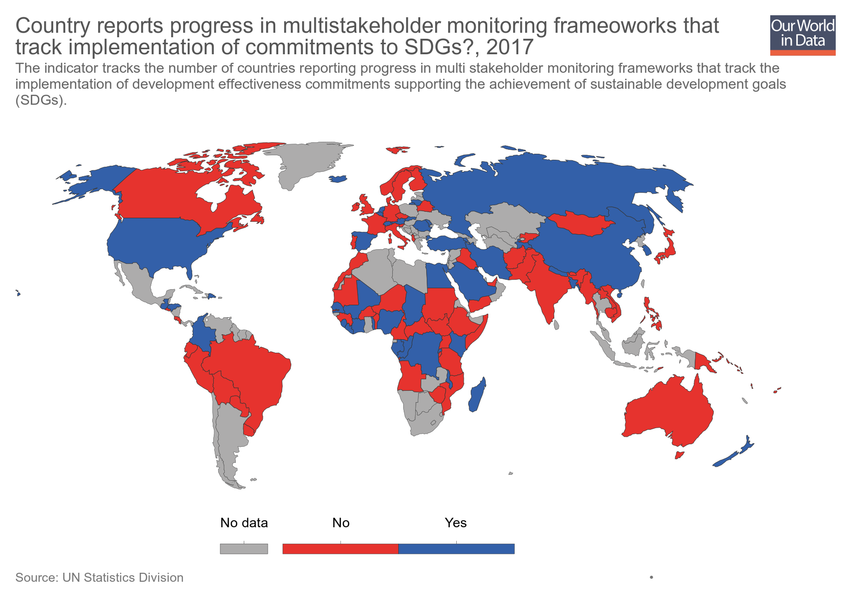 Country reports progress in multistakeholder monitoring frameoworks that
track implementation of commitments to SDGs?, 2017
Our World
in Data
The indicator tracks the number of countries reporting progress in multi stakeholder monitoring frameworks that track the
implementation of development effectiveness commitments supporting the achievement of sustainable development goals
(SDGs).
No data No Yes
Source: UN Statistics Division